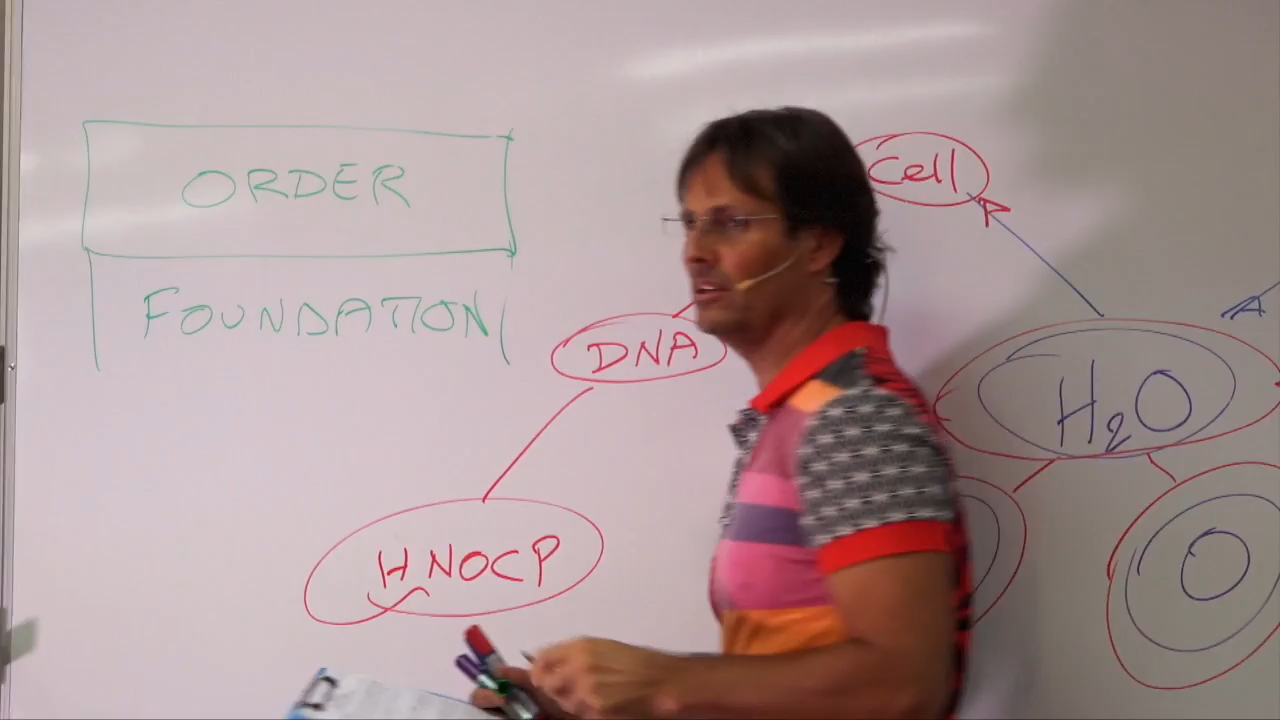 ORDER
FOUNDATION
Cell
DNA
H2O
HNOCP
O